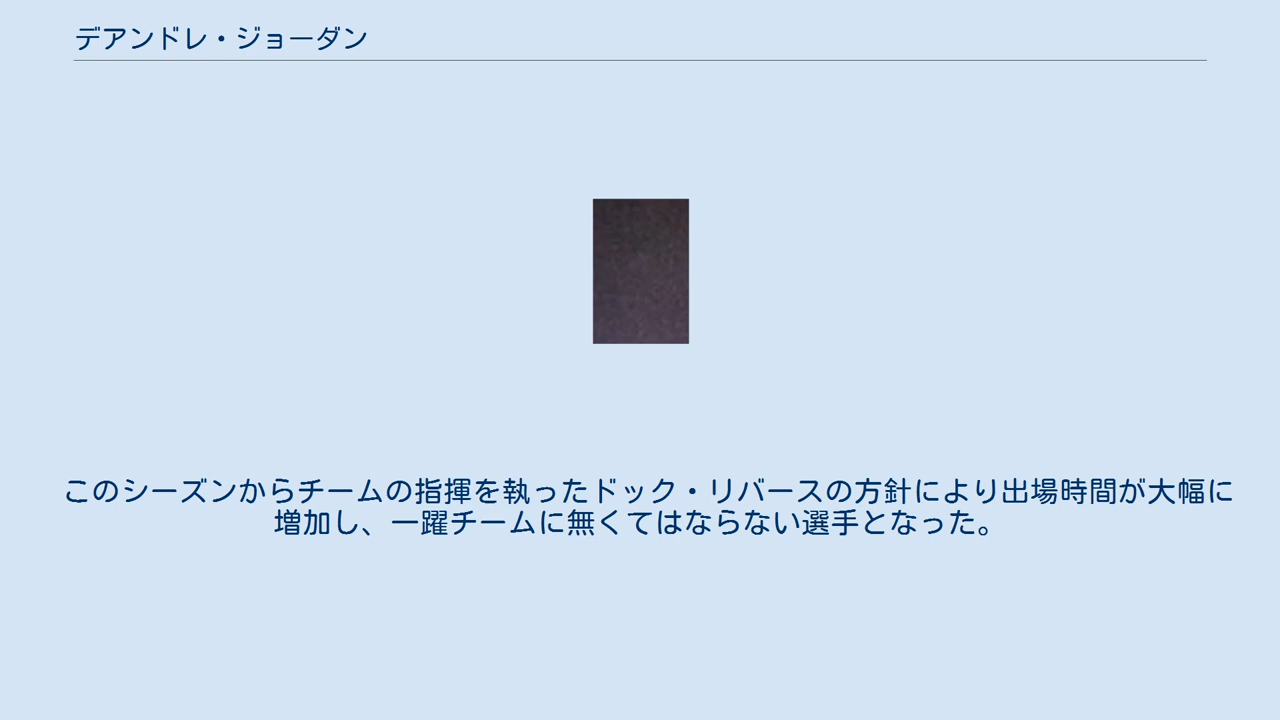 デアンドレ・ジョーダン
このシーズンからチームの指揮を執ったドック・リバースの方針により出場時間が大幅に
増加し、一躍チームに無くてはならない選手となった。